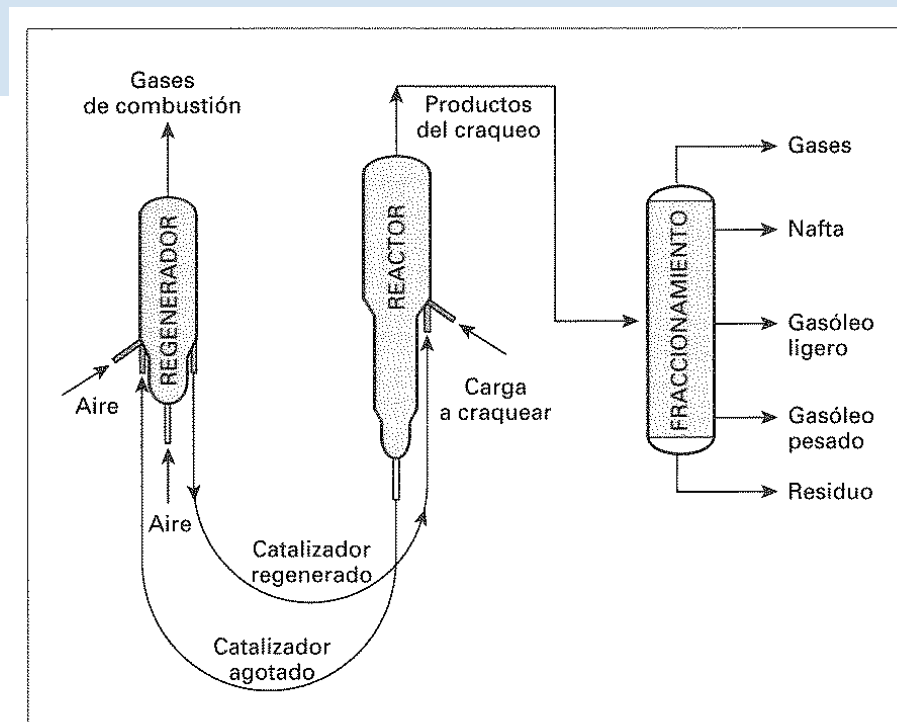 Gases
de combustión
REGENERADOR
Aire
Aire
REACTOR
Productos
del craqueo
Carga
a craquear
Catalizador
regenerado
Catalizador
agotado
FRACCIONAMIENTO
Gases
Nafta
Gasóleo
ligero
Gasóleo
pesado
Residuo